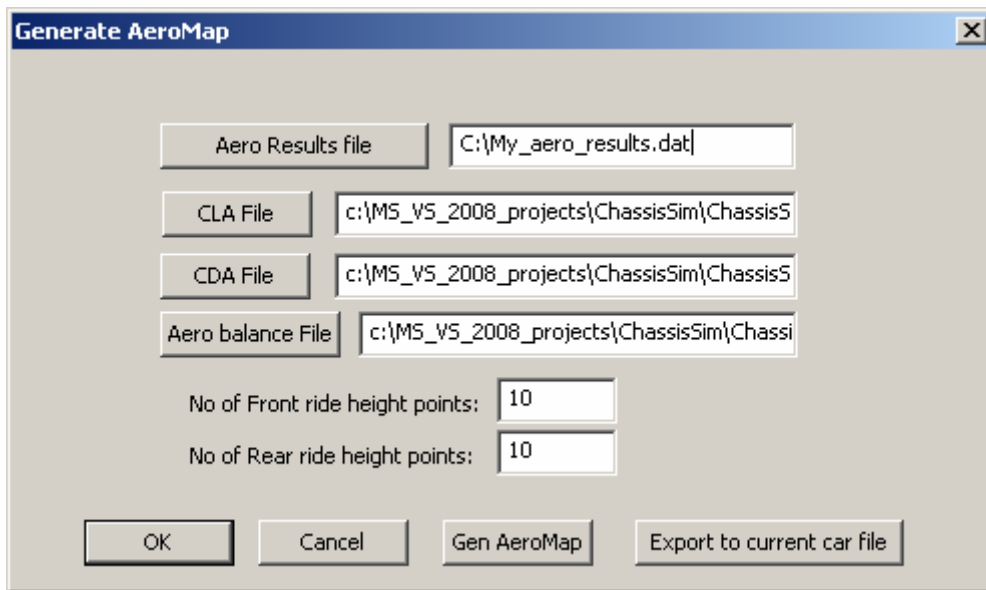 Generate AeroMap
Aero Results file C:\My_aero_results.dat
CLA File c:\MS_VS_2008_projects\ChassisSim\ChassisS
CDA File c:\MS_VS_2008_projects\ChassisSim\ChassisS
Aero balance File c:\MS_VS_2008_projects\ChassisSim\Chassi
No of Front ride height points: 10
No of Rear ride height points: 10
OK Cancel Gen AeroMap Export to current car file